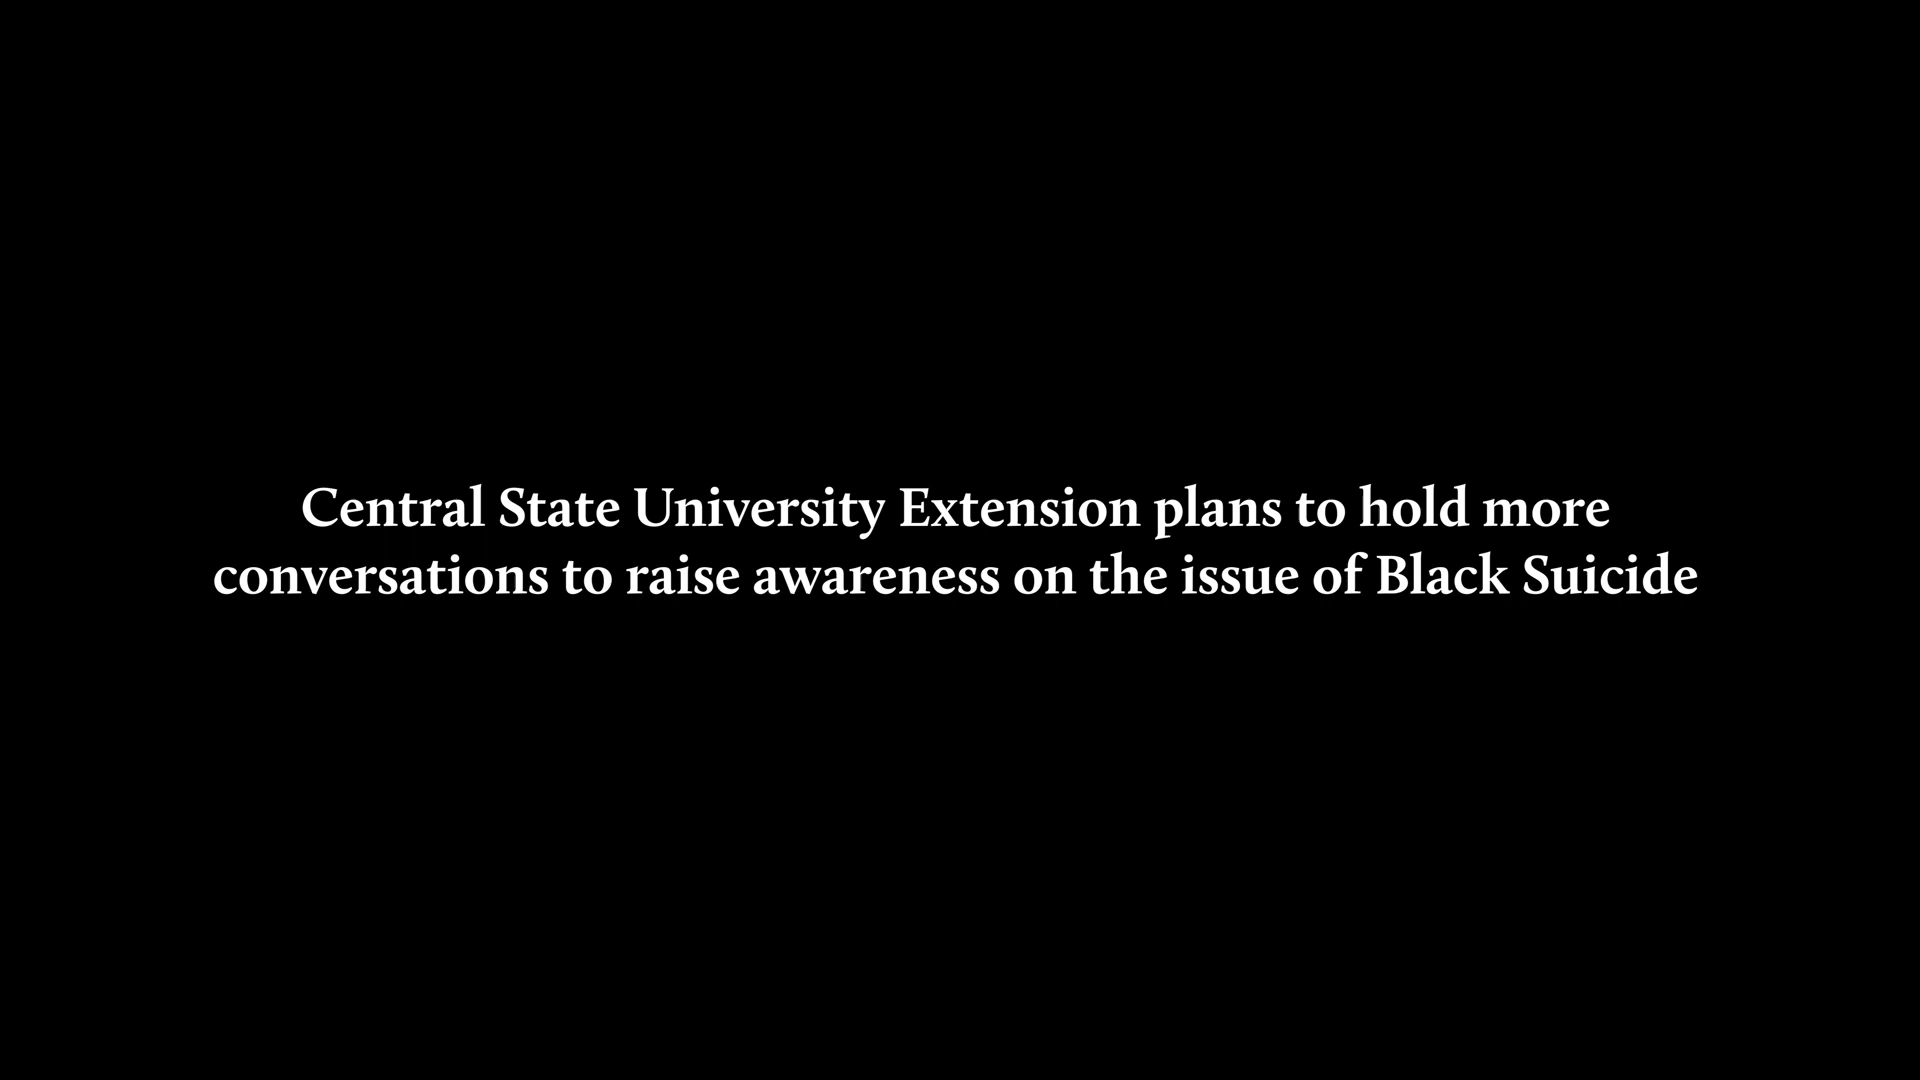 Central State University Extension plans to hold more
conversations to raise awareness on the issue of Black Suicide